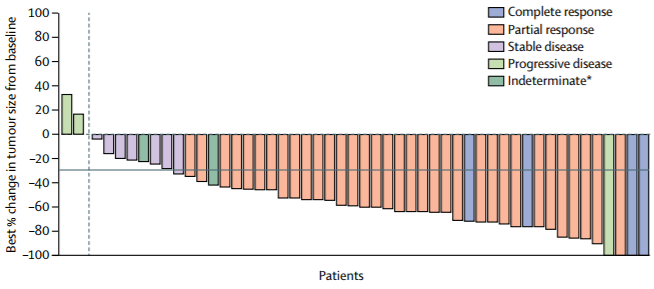 Best % change in tumour size from baseline
100
80
60
40
20
0
−20
−40
−60
−80
−100
Complete response
Partial response
Stable disease
Progressive disease
Indeterminate*
Patients